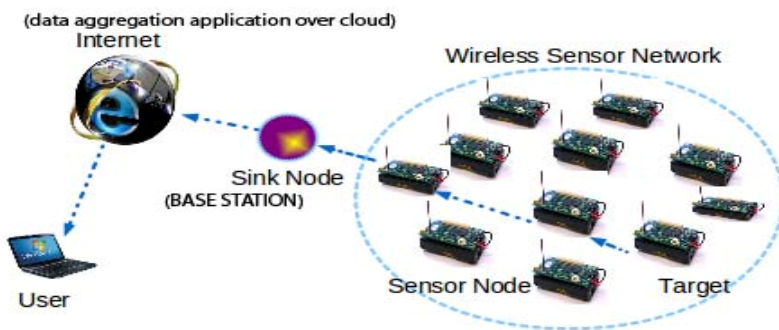 (data aggregation application over cloud)
Internet
Wireless Sensor Network
Sink Node
(BASE STATION)
Sensor Node
Target
User